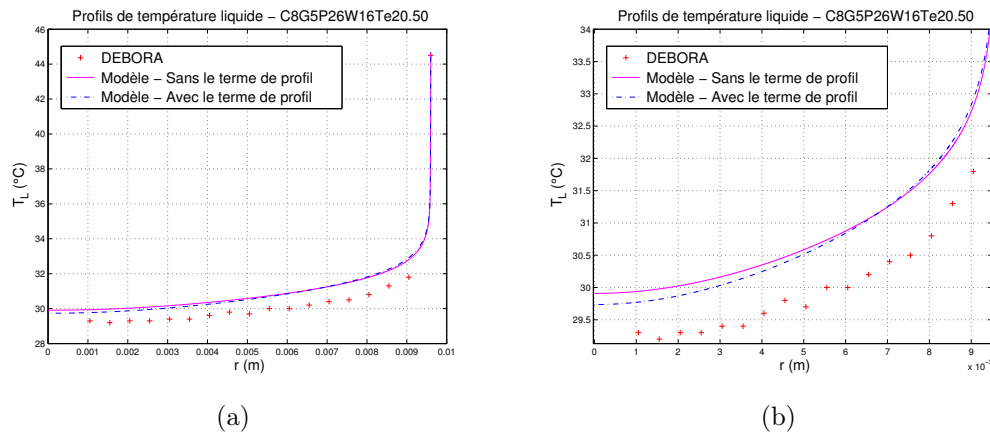 Profils de température liquide − C8G5P26W16Te20.50
46
44
42
40
38
36
34
32
30
28
T_L (°C)
DEBORA
Modèle − Sans le terme de profil
Modèle − Avec le terme de profil
0 0.001 0.002 0.003 0.004 0.005 0.006 0.007 0.008 0.009 0.01
r (m)
(a)
Profils de température liquide − C8G5P26W16Te20.50
34
33.5
33
32.5
32
31.5
31
30.5
30
29.5
T_L (°C)
DEBORA
Modèle − Sans le terme de profil
Modèle − Avec le terme de profil
0 1 2 3 4 5 6 7 8 9
r (m)
(b)